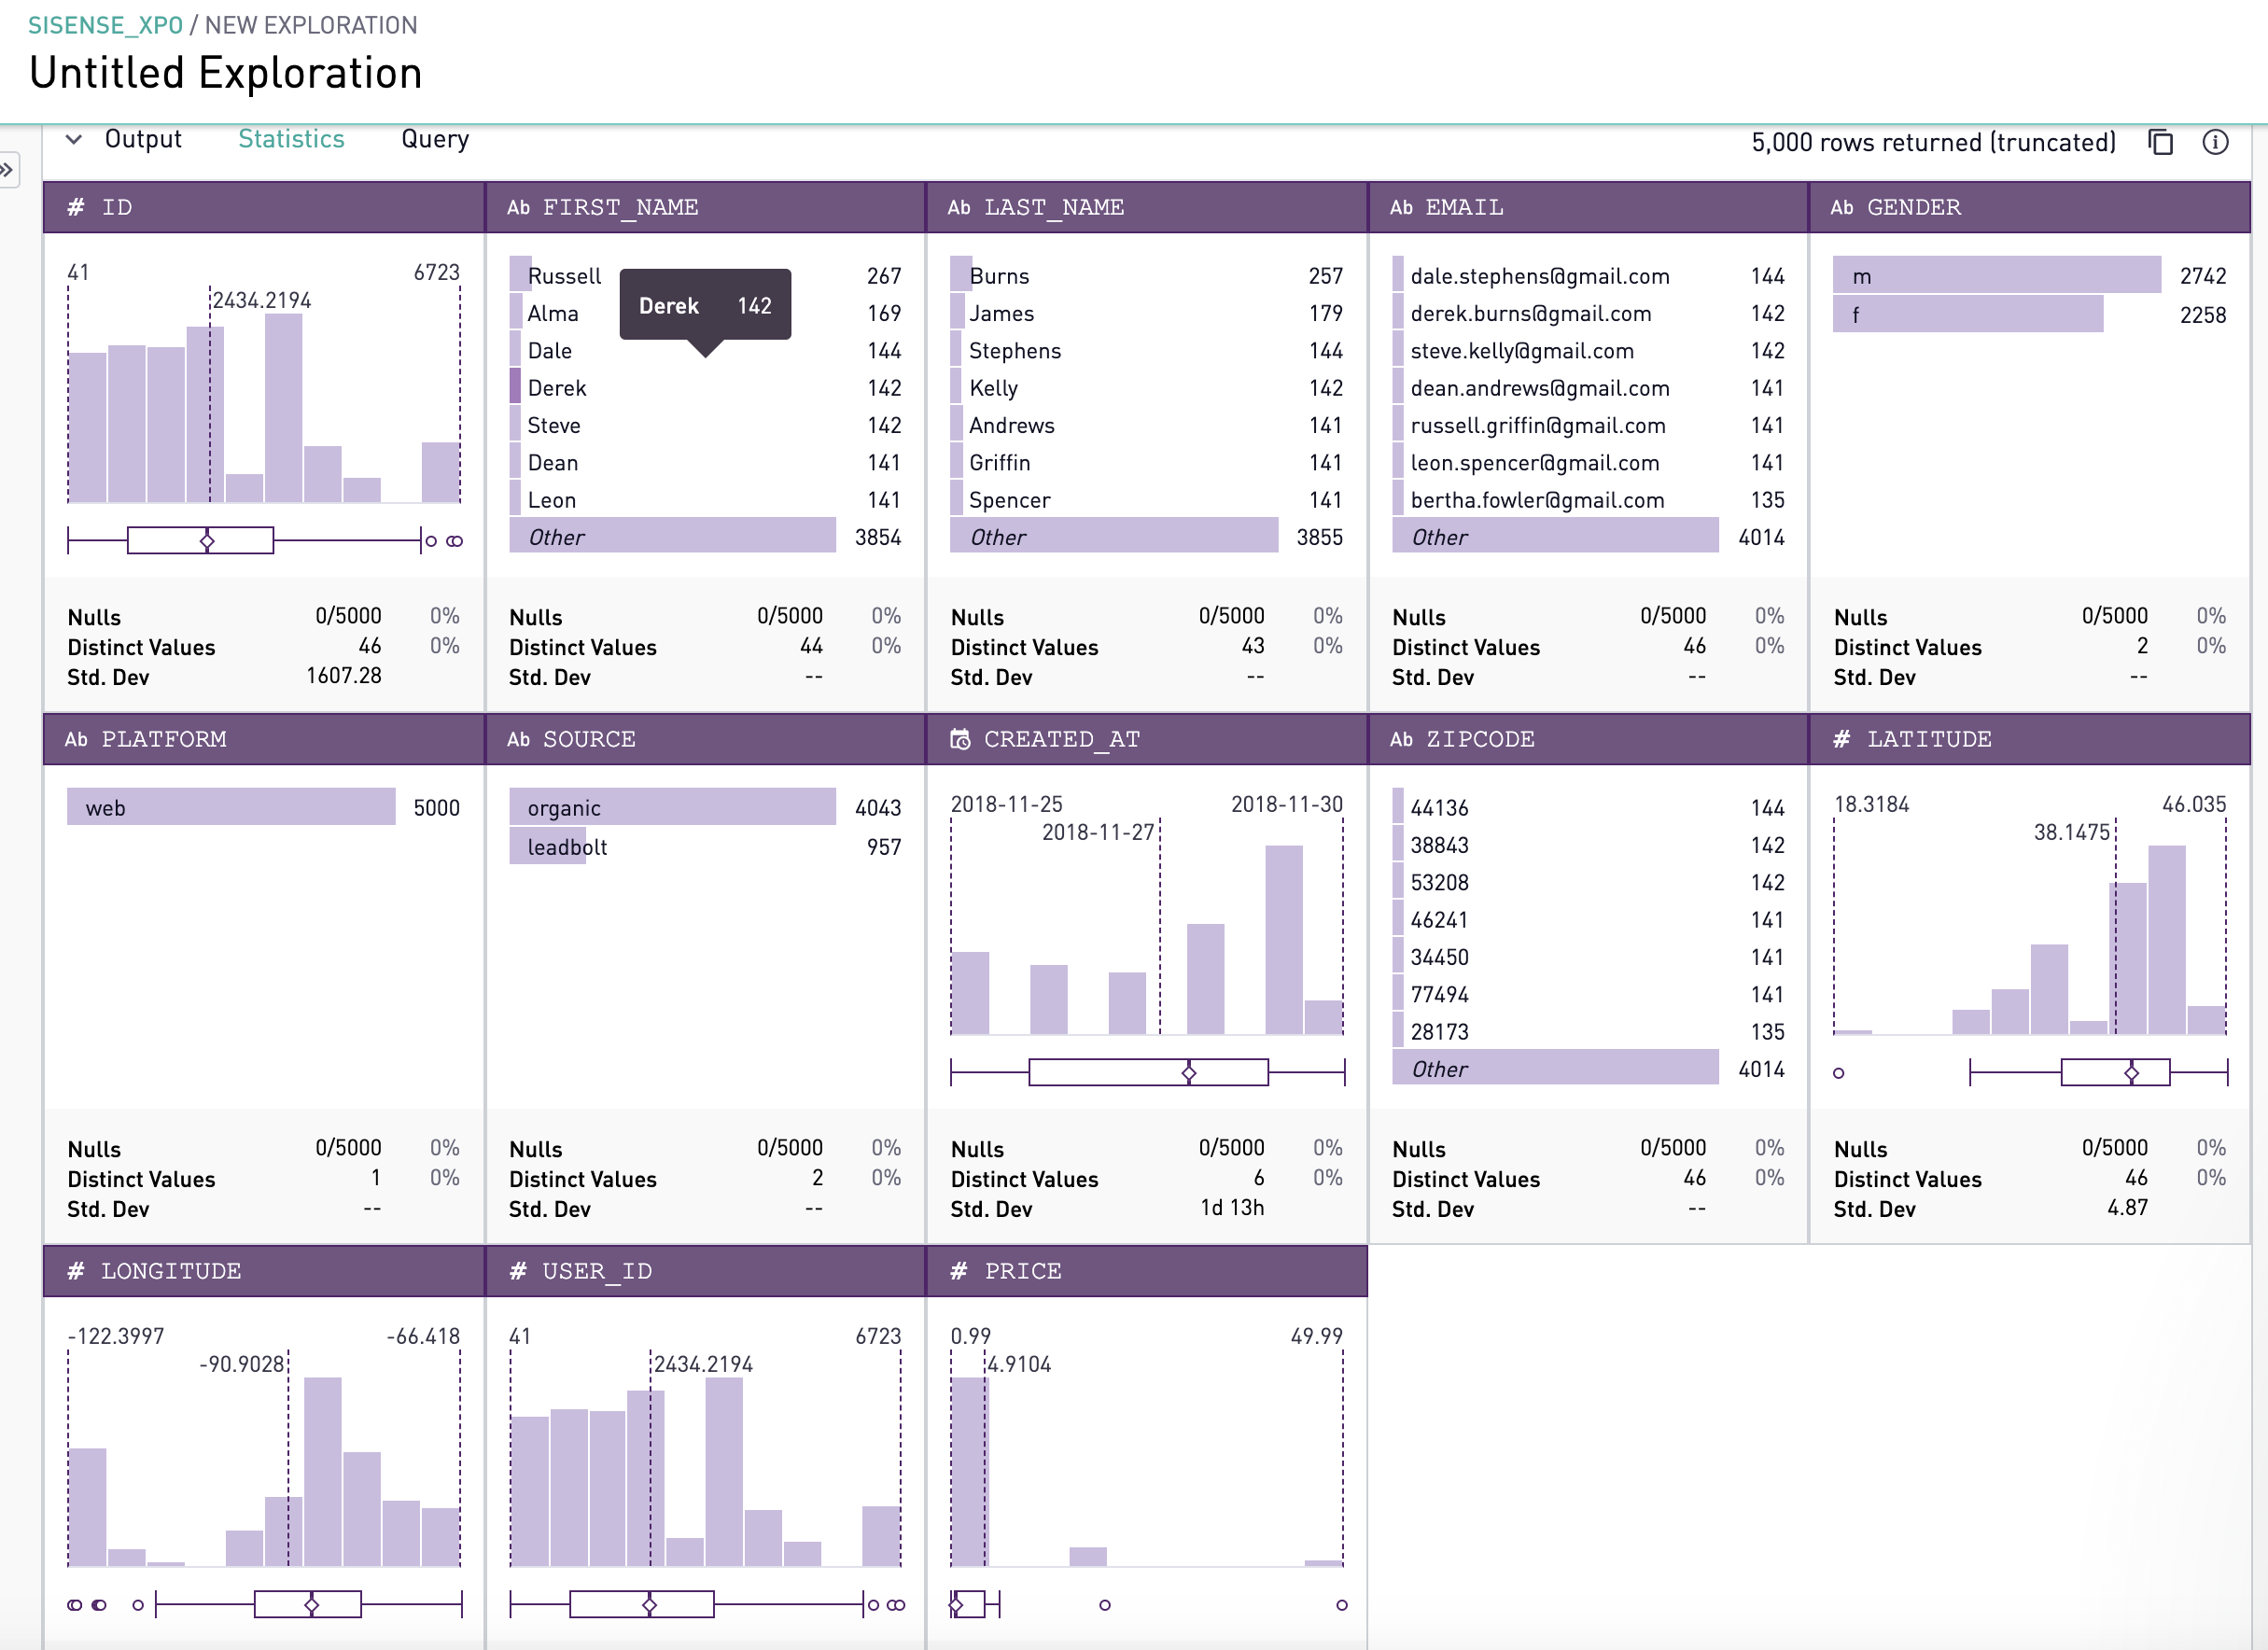 SISENSE_XPO / NEW EXPLORATION
Untitled Exploration
Output Statistics Query 5,000 rows returned (truncated)
# ID
41 6723
2434.2194
Nulls 0/5000 0%
Distinct Values 46 0%
Std. Dev 1607.28
Ab FIRST_NAME
Russell 267
Alma 169
Dale 144
Derek 142
Steve 142
Dean 141
Leon 141
Other 3854
Derek 142
Nulls 0/5000 0%
Distinct Values 44 0%
Std. Dev --
Ab LAST_NAME
Burns 257
James 179
Stephens 144
Kelly 142
Andrews 141
Griffin 141
Spencer 141
Other 3855
Nulls 0/5000 0%
Distinct Values 43 0%
Std. Dev --
Ab EMAIL
dale.stephens@gmail.com 144
derek.burns@gmail.com 142
steve.kelly@gmail.com 142
dean.andrews@gmail.com 141
russell.griffin@gmail.com 141
leon.spencer@gmail.com 141
bertha.fowler@gmail.com 135
Other 4014
Nulls 0/5000 0%
Distinct Values 46 0%
Std. Dev --
Ab GENDER
m 2742
f 2258
Nulls 0/5000 0%
Distinct Values 2 0%
Std. Dev --
Ab PLATFORM
web 5000
Nulls 0/5000 0%
Distinct Values 1 0%
Std. Dev --
Ab SOURCE
organic 4043
leadbolt 957
Nulls 0/5000 0%
Distinct Values 2 0%
Std. Dev --
CREATED_AT
2018-11-25 2018-11-30
2018-11-27
Nulls 0/5000 0%
Distinct Values 6 0%
Std. Dev 1d 13h
Ab ZIPCODE
44136 144
38843 142
53208 142
46241 141
34450 141
77494 141
28173 135
Other 4014
Nulls 0/5000 0%
Distinct Values 46 0%
Std. Dev --
# LATITUDE
18.3184 46.035
38.1475
Nulls 0/5000 0%
Distinct Values 46 0%
Std. Dev 4.87
# LONGITUDE
-122.3997 -66.418
-90.9028
# USER_ID
41 6723
2434.2194
# PRICE
0.99 49.99
4.9104